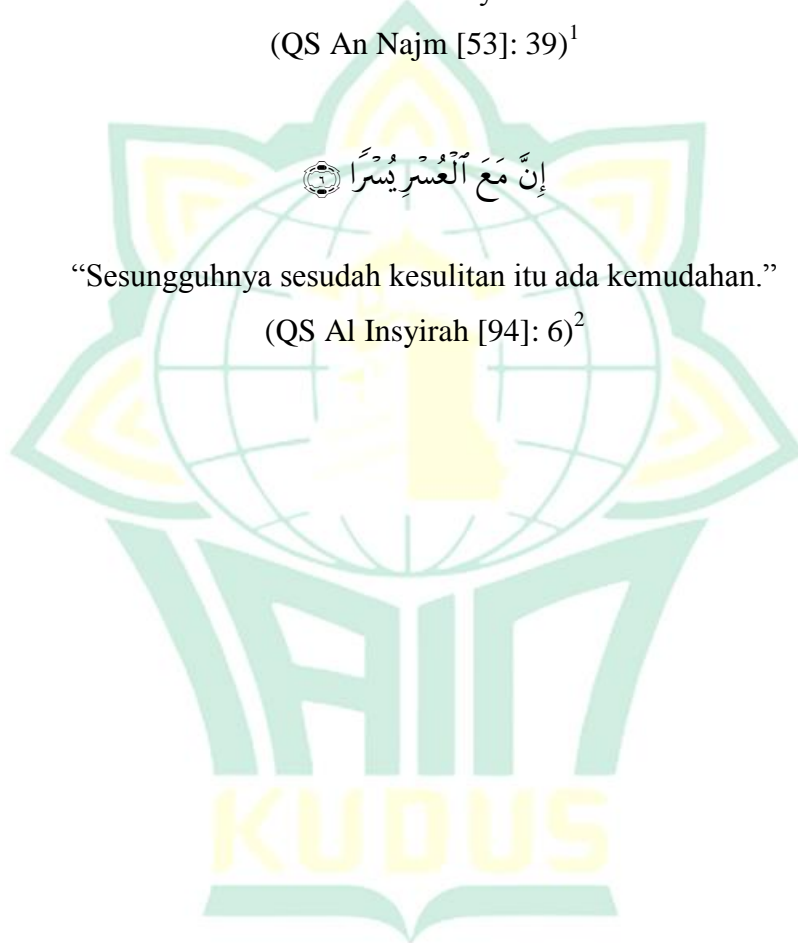 (QS An Najm [53]: 39)1
إِنَّ مَعَ ٱلْعُسْرِ يُسْرًا ٦
“Sesungguhnya sesudah kesulitan itu ada kemudahan.”
(QS Al Insyirah [94]: 6)2
IAIN
KUDUS